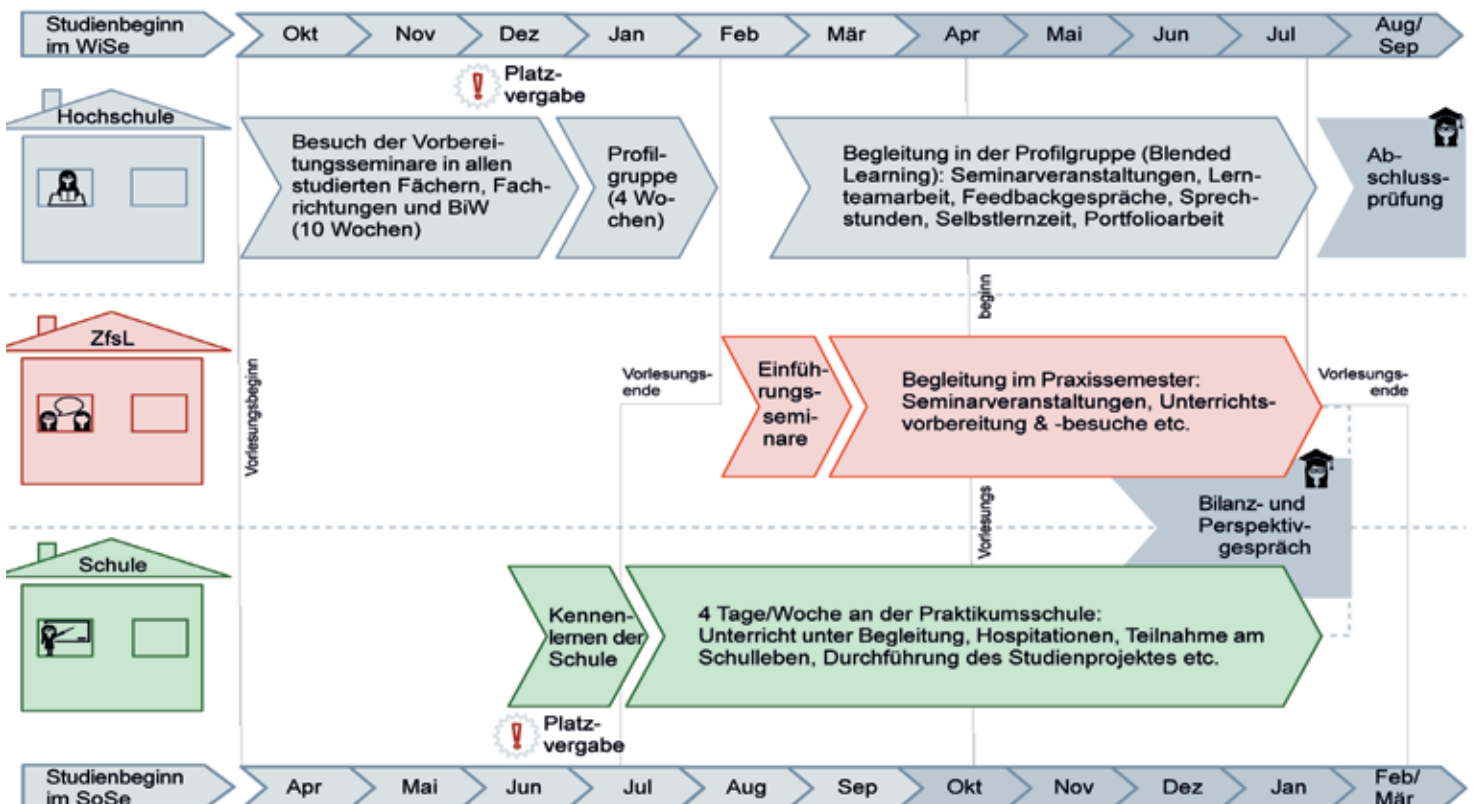 Studienbeginn
im WiSe
Okt
Nov
Dez
Jan
Feb
Mär
Apr
Mai
Jun
Jul
Aug/
Sep
Platz-
vergabe
Hochschule
Besuch der Vorberei-
tungsseminare in allen
studierten Fächern, Fach-
richtungen und BiW
(10 Wochen)
Profil-
gruppe
(4 Wo-
chen)
Begleitung in der Profilgruppe (Blended
Learning): Seminarveranstaltungen, Lern-
teamarbeit, Feedbackgespräche, Sprech-
stunden, Selbstlernzeit, Portfolioarbeit
Ab-
schluss-
prüfung
ZfsL
Vorlesungsbeginn
Vorlesungs-
ende
Einfüh-
rungs-
semi-
nare
beginn
Begleitung im Praxissemester:
Seminarveranstaltungen, Unterrichts-
vorbereitung & -besuche etc.
Vorlesungs-
ende
Vorlesungs
Bilanz- und
Perspektiv-
gespräch
Schule
Kennen-
lernen der
Schule
4 Tage/Woche an der Praktikumsschule:
Unterricht unter Begleitung, Hospitationen, Teilnahme am
Schulleben, Durchführung des Studienprojektes etc.
Platz-
vergabe
Studienbeginn
im SoSe
Apr
Mai
Jun
Jul
Aug
Sep
Okt
Nov
Dez
Jan
Feb/
Mär